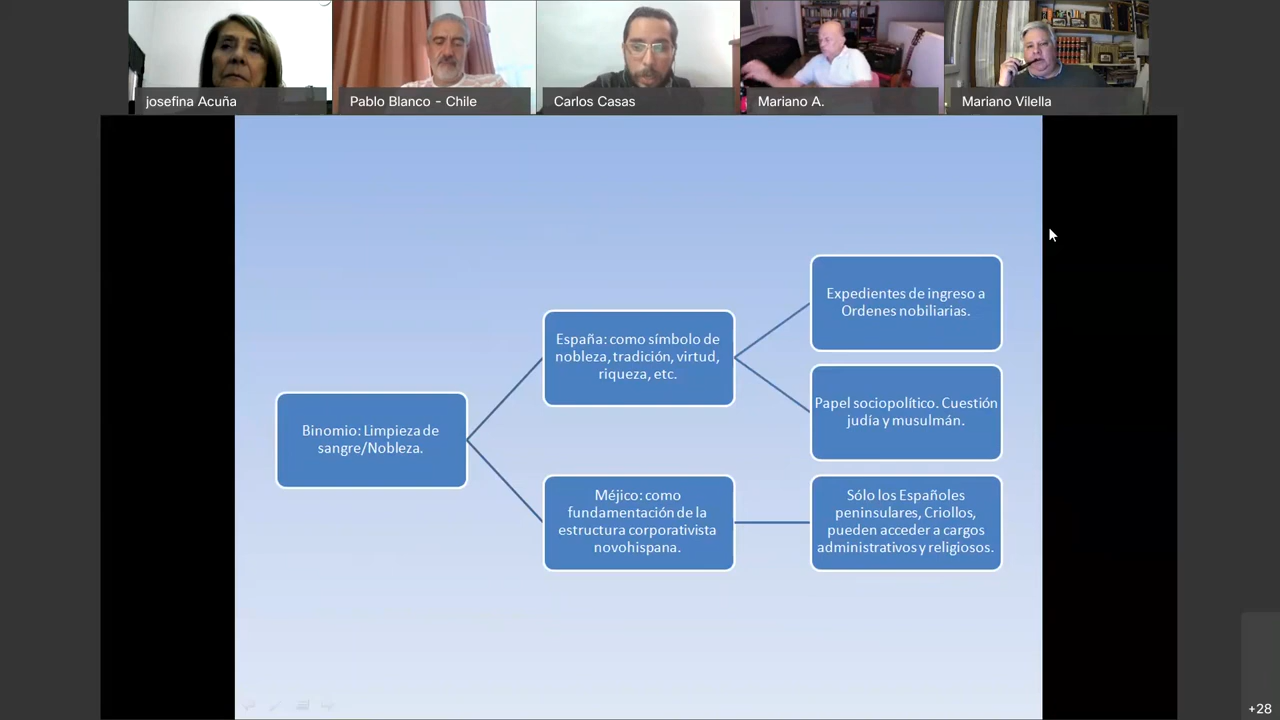 josefina Acuña
Pablo Blanco - Chile
Carlos Casas
Mariano A.
Mariano Vilella
Binomio: Limpieza de
sangre/Nobleza.
España: como símbolo de
nobleza, tradición, virtud,
riqueza, etc.
Expedientes de ingreso a
Ordenes nobiliarias.
Papel sociopolítico. Cuestión
judía y musulmán.
Méjico: como
fundamentación de la
estructura corporativista
novohispana.
Sólo los Españoles
peninsulares, Criollos,
pueden acceder a cargos
administrativos y religiosos.
+28